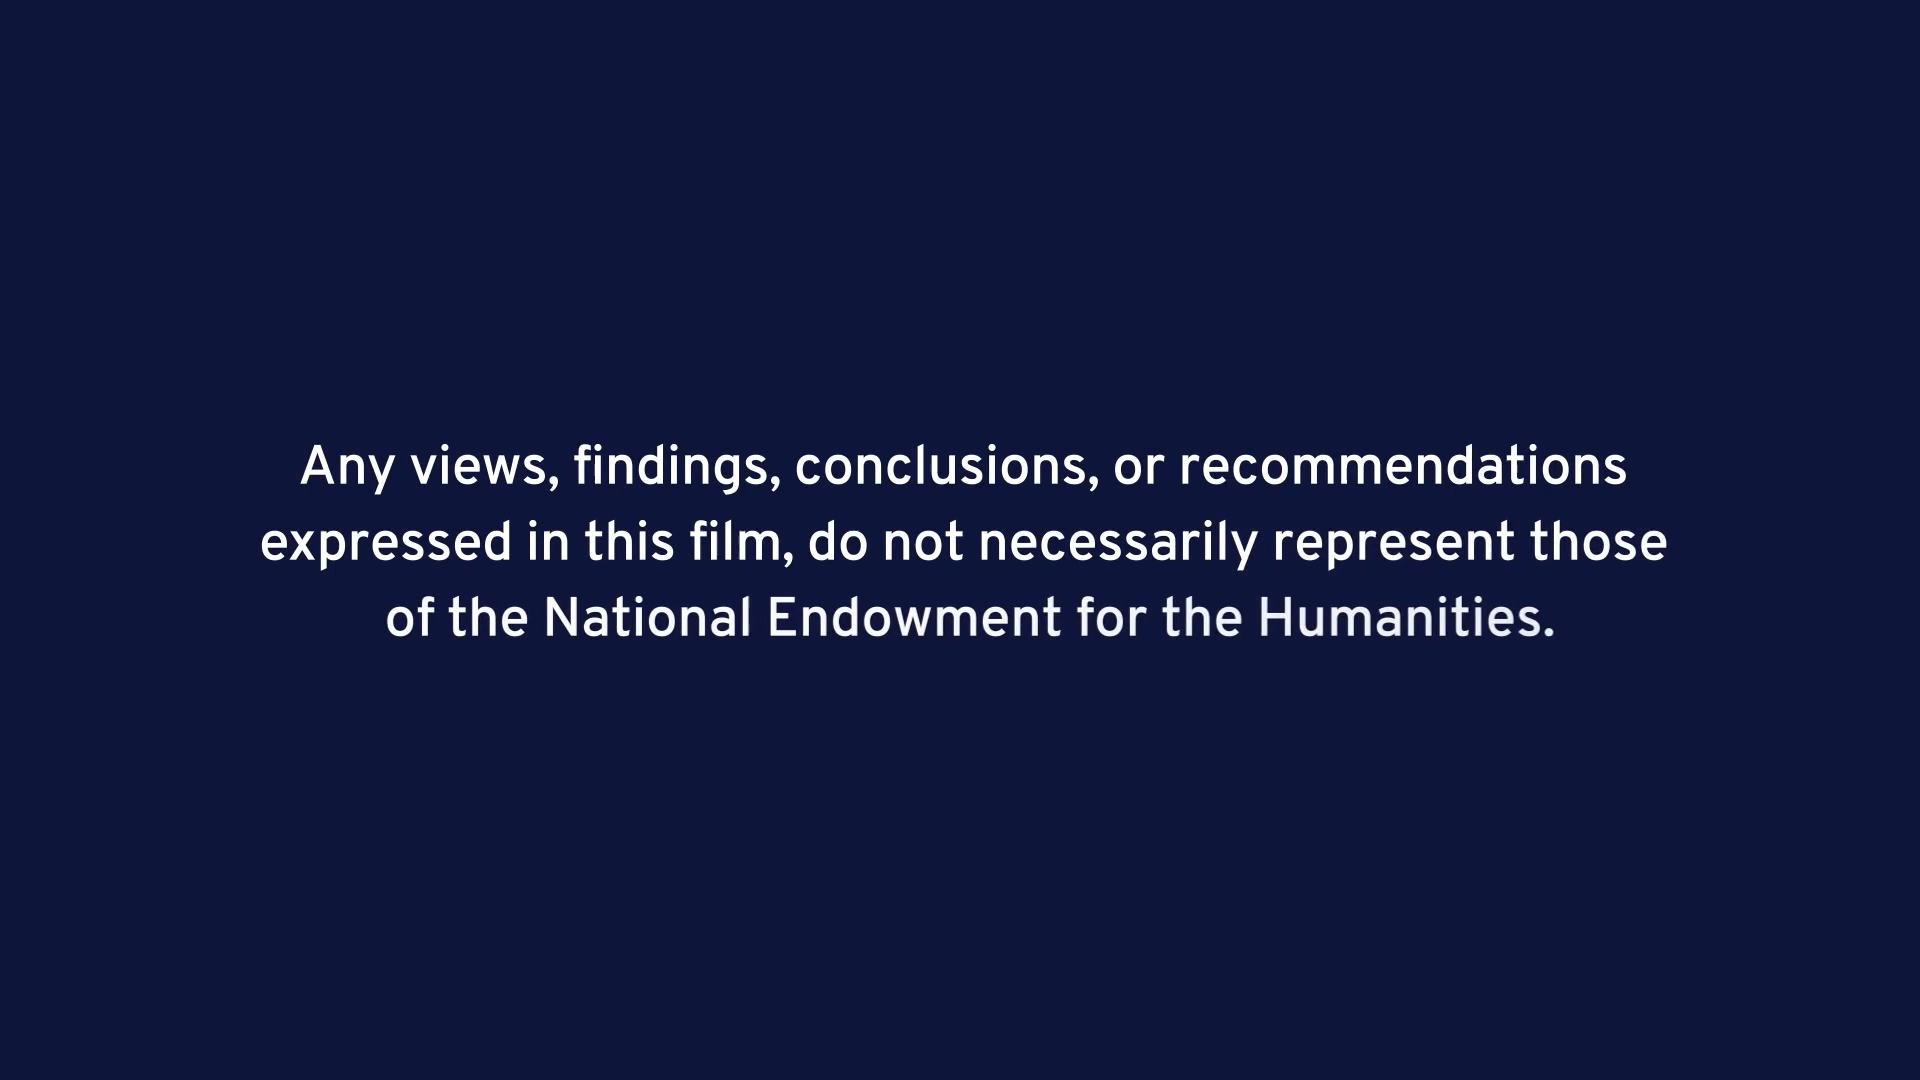 Any views, findings, conclusions, or recommendations
expressed in this film, do not necessarily represent those
of the National Endowment for the Humanities.